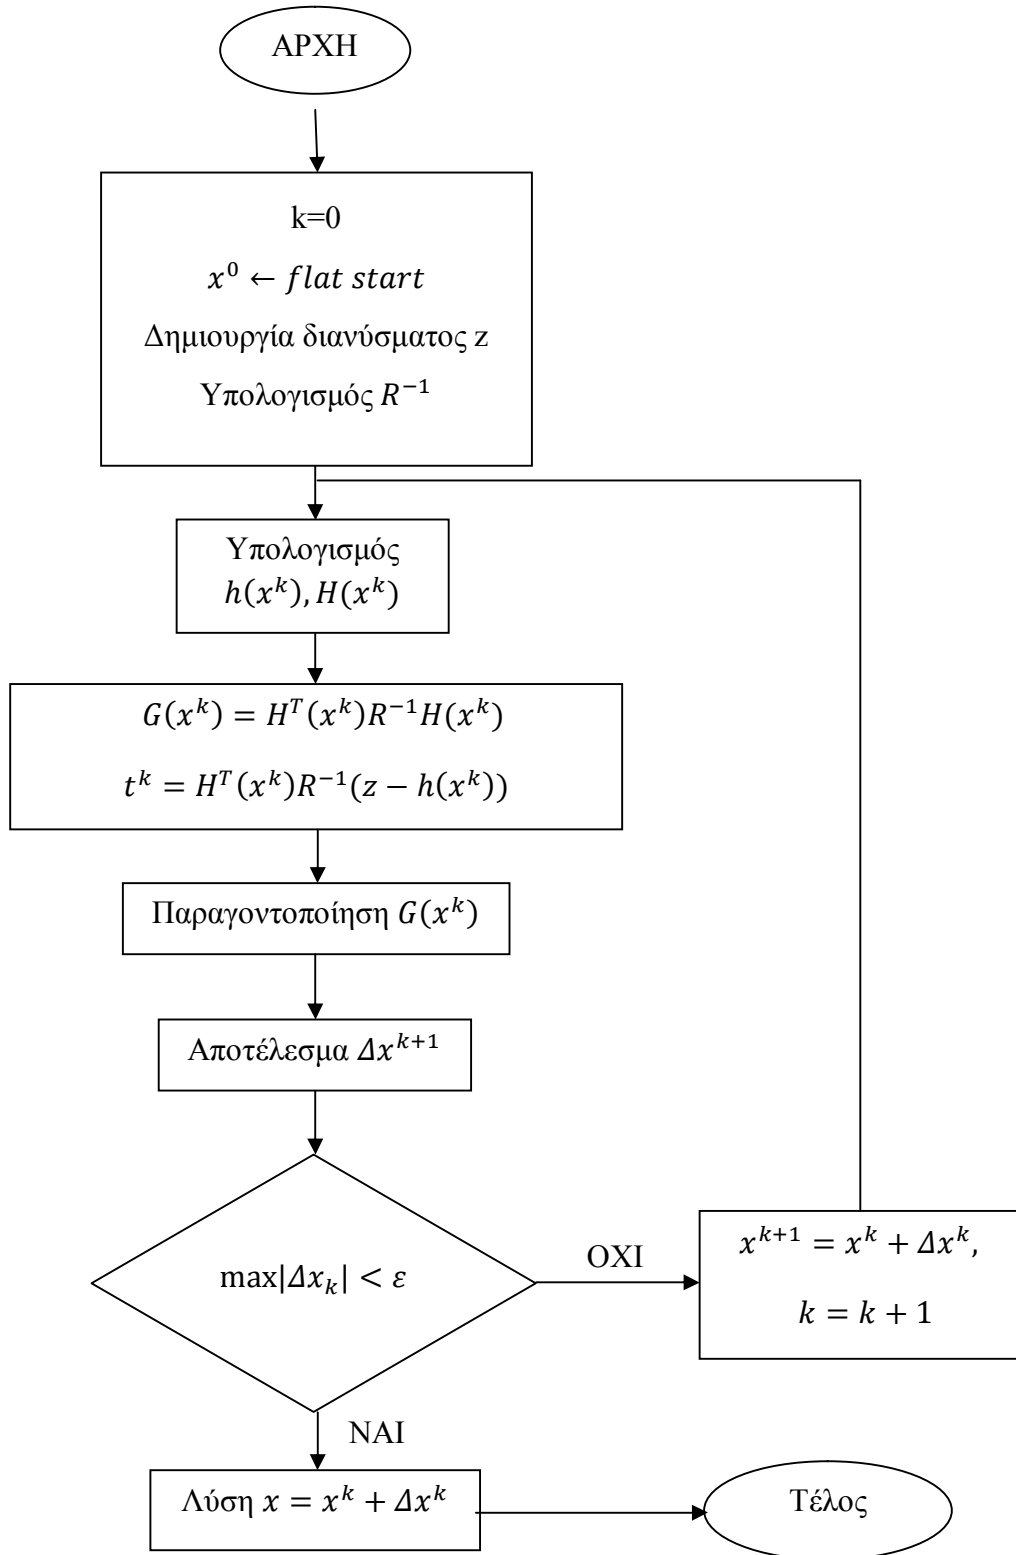 ΑΡΧΗ
k=0
x⁰ ← flat start
Δημιουργία διανύσματος z
Υπολογισμός R⁻¹
Υπολογισμός
h(xᵏ), H(xᵏ)
G(xᵏ) = Hᵀ(xᵏ)R⁻¹H(xᵏ)
tᵏ = Hᵀ(xᵏ)R⁻¹(z − h(xᵏ))
Παραγοντοποίηση G(xᵏ)
Αποτέλεσμα Δxᵏ⁺¹
max|Δxₖ| < ε
ΟΧΙ
xᵏ⁺¹ = xᵏ + Δxᵏ,
k = k + 1
ΝΑΙ
Λύση x = xᵏ + Δxᵏ
Τέλος